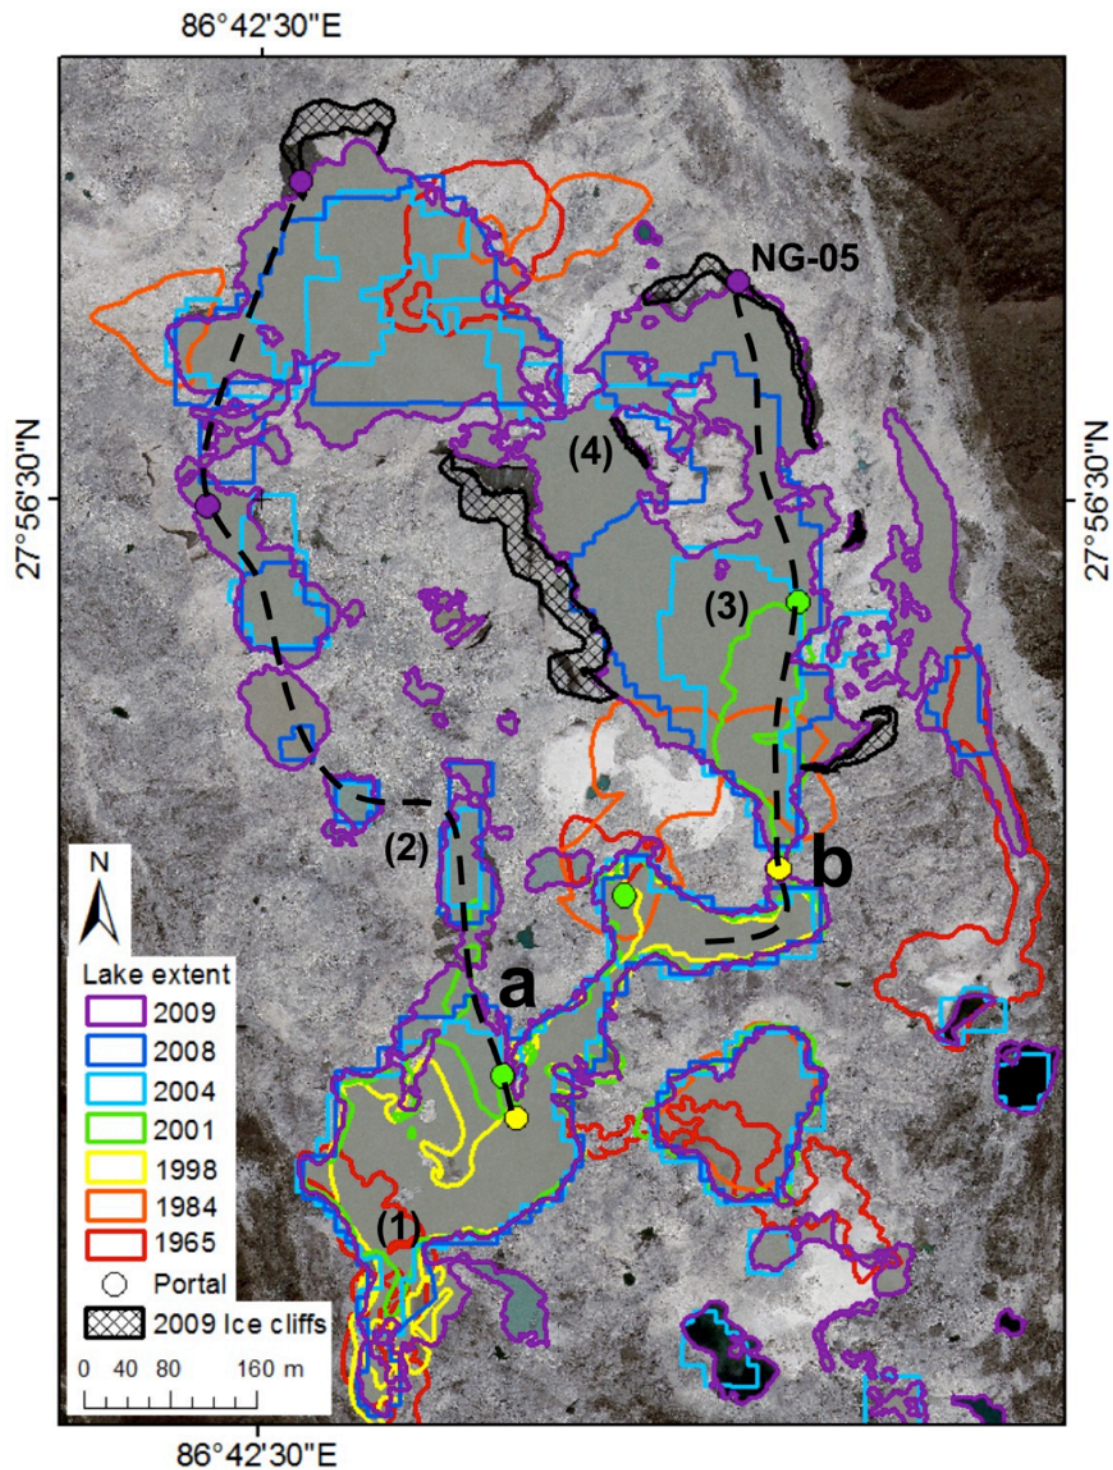 86°42'30"E
NG-05
(4)
27°56'30"N
27°56'30"N
(3)
(2)
b
N
a
Lake extent
2009
2008
2004
2001
1998
1984
1965
Portal
2009 Ice cliffs
0 40 80 160 m
(1)
86°42'30"E